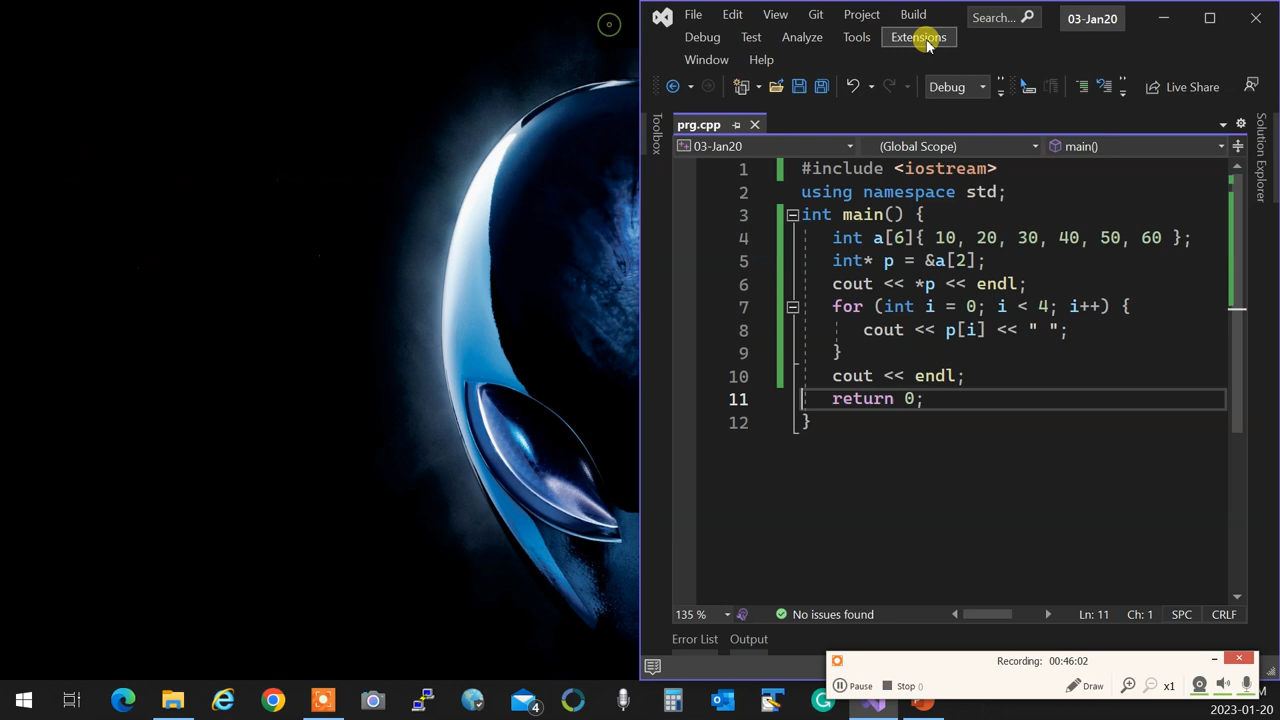 File Edit View Git Project Build Search... 03-Jan20
Debug Test Analyze Tools Extensions
Window Help
Debug Live Share
Toolbox
prg.cpp
03-Jan20 (Global Scope) main()
Solution Explorer
1 #include <iostream>
2 using namespace std;
3 int main() {
4 int a[6]{ 10, 20, 30, 40, 50, 60 };
5 int* p = &a[2];
6 cout << *p << endl;
7 for (int i = 0; i < 4; i++) {
8 cout << p[i] << " ";
9 }
10 cout << endl;
11 return 0;
12 }
135 % No issues found Ln: 11 Ch: 1 SPC CRLF
Error List Output
Recording: 00:46:02
Pause Stop () Draw x1
4
2023-01-20